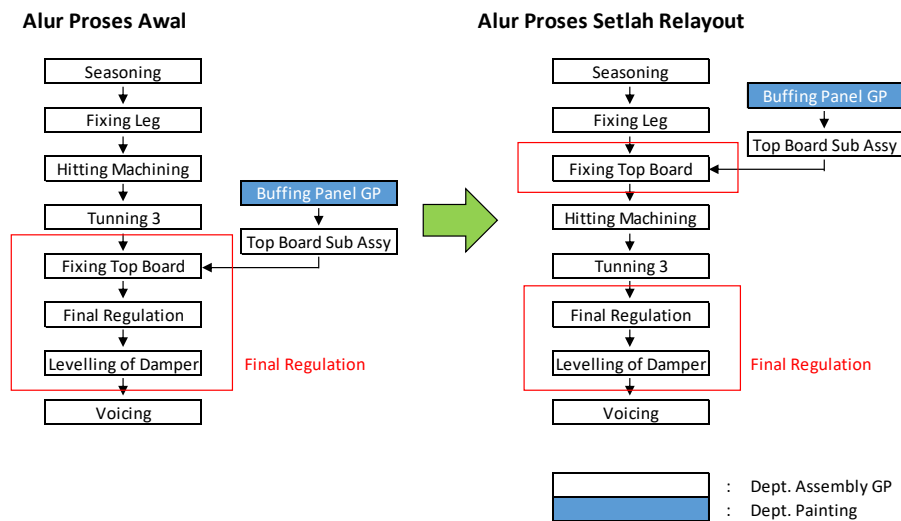 Alur Proses Awal
Seasoning
Fixing Leg
Hitting Machining
Tunning 3
Buffing Panel GP
Top Board Sub Assy
Fixing Top Board
Final Regulation
Levelling of Damper
Final Regulation
Voicing
Alur Proses Setlah Relayout
Seasoning
Buffing Panel GP
Fixing Leg
Top Board Sub Assy
Fixing Top Board
Hitting Machining
Tunning 3
Final Regulation
Levelling of Damper
Final Regulation
Voicing
: Dept. Assembly GP
: Dept. Painting